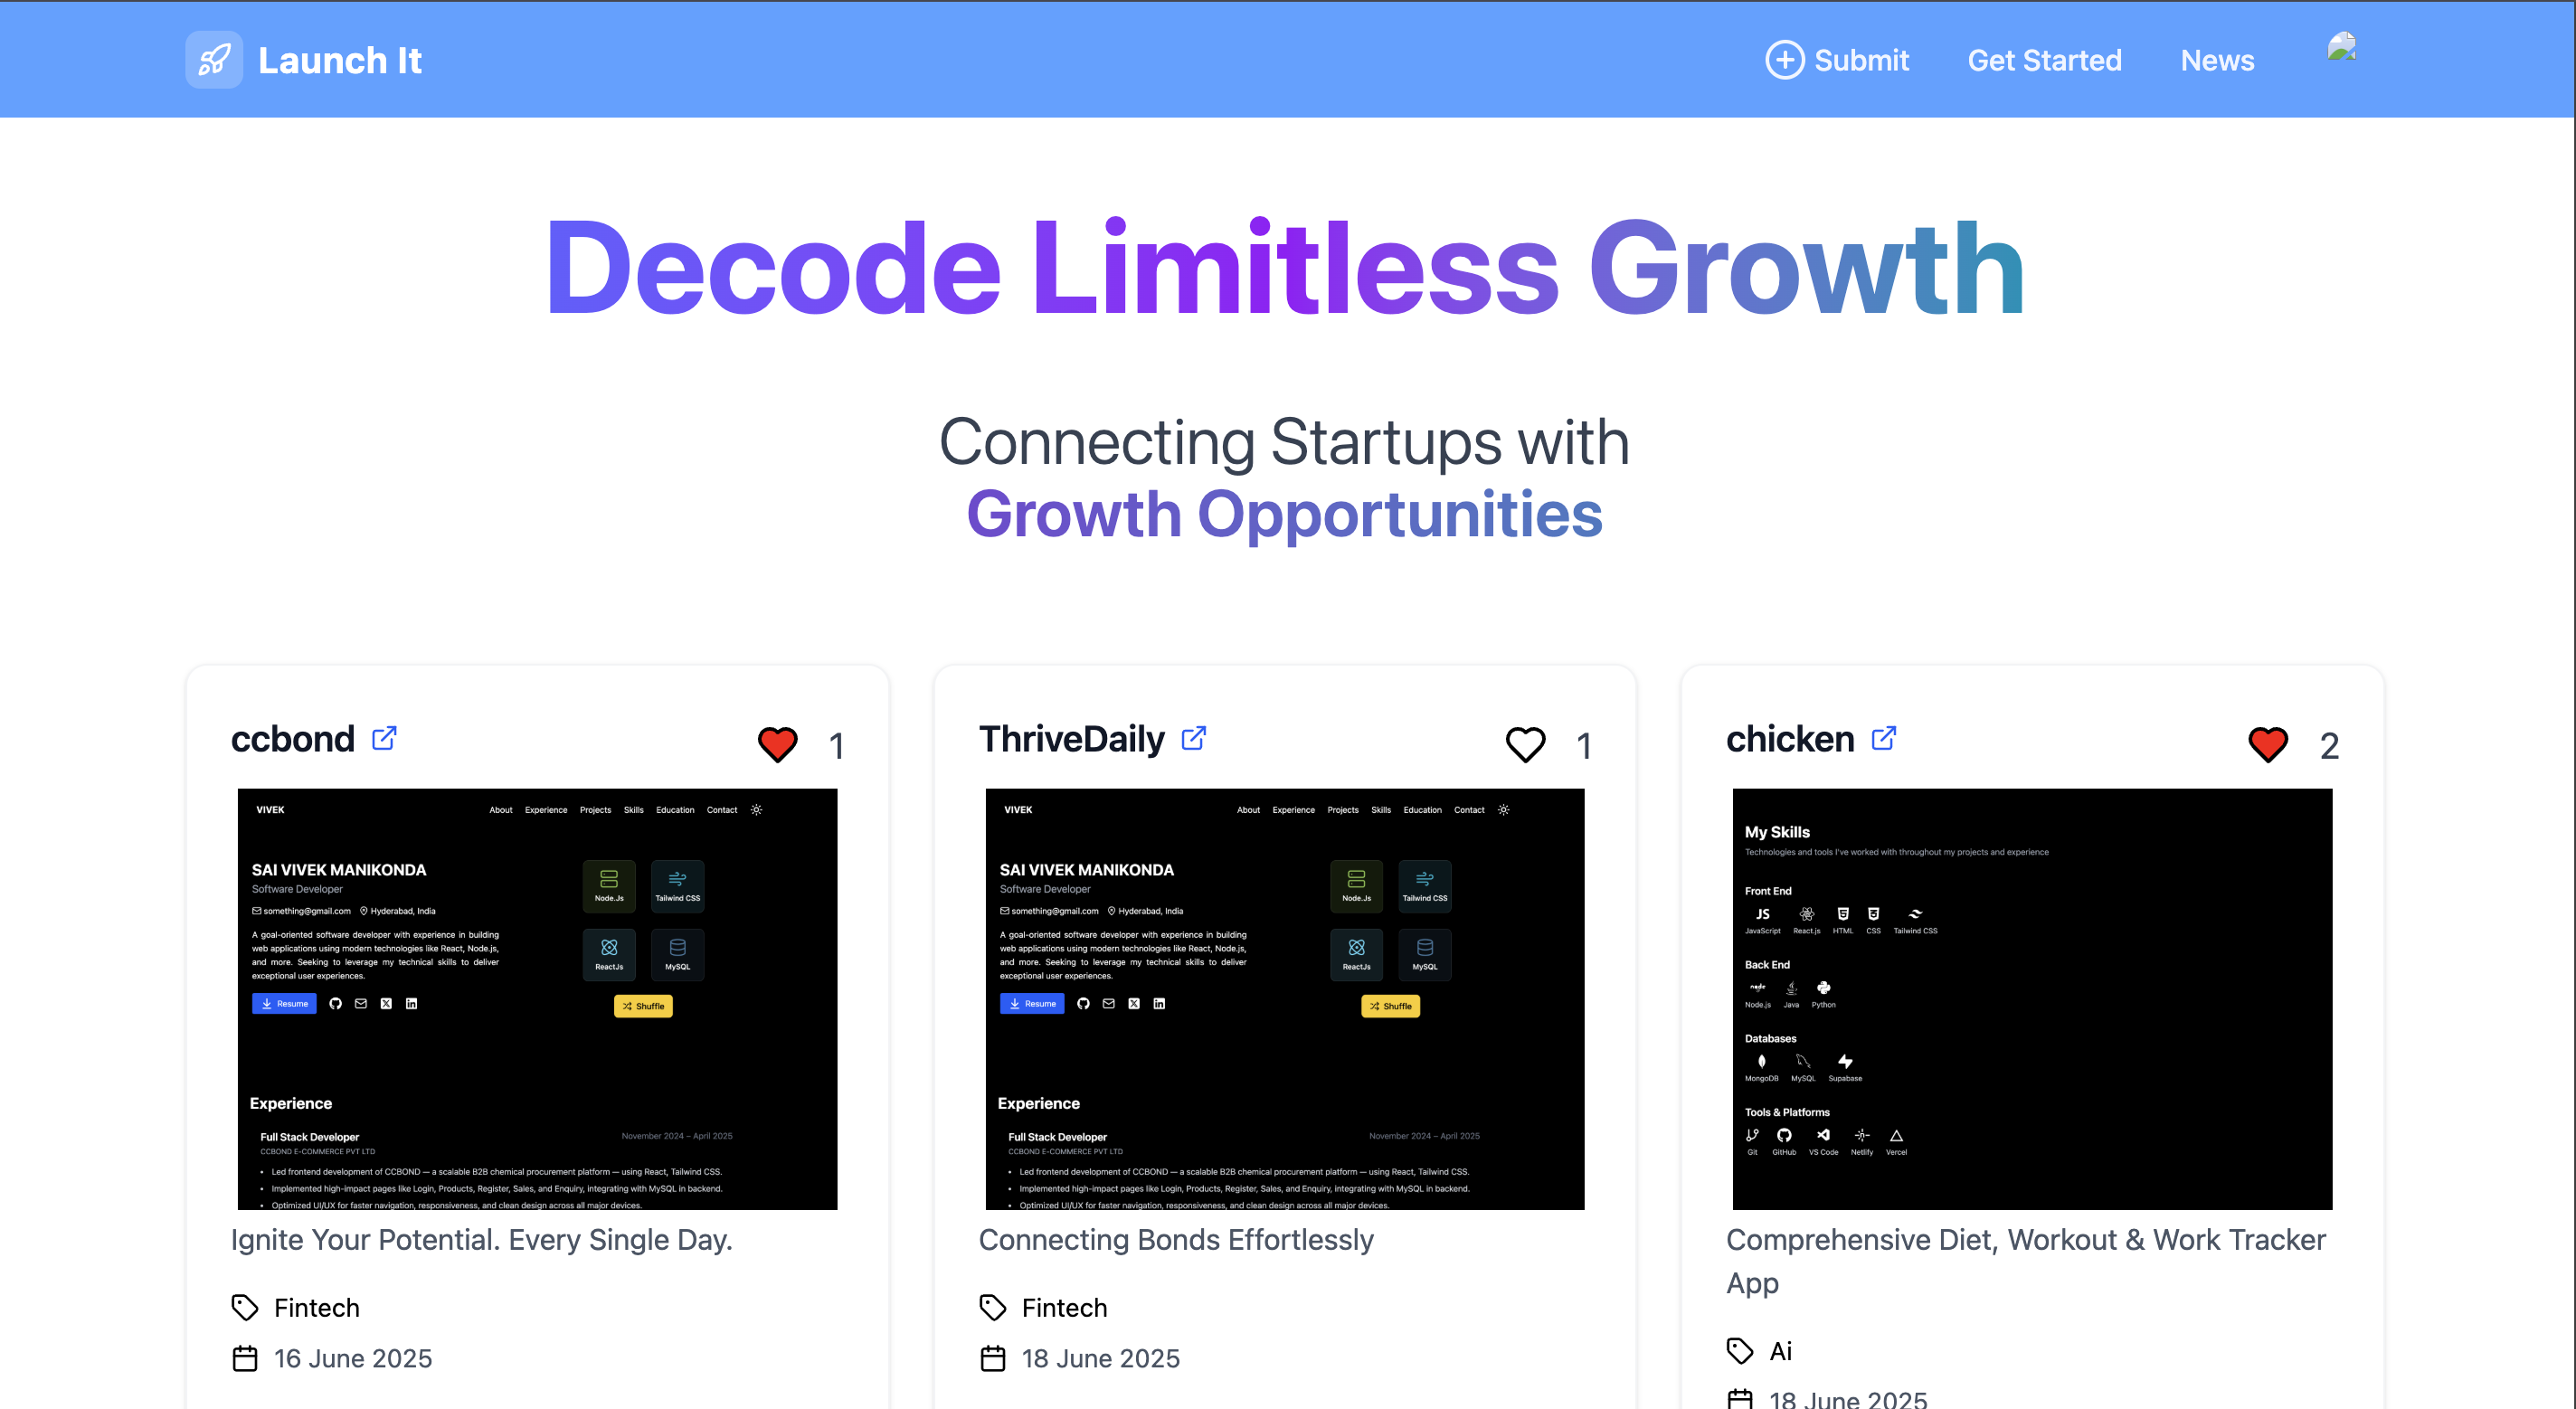 Launch It
Submit
Get Started
News
Decode Limitless Growth
Connecting Startups with
Growth Opportunities
ccbond
1
VIVEK
About Experience Projects Skills Education Contact
SAI VIVEK MANIKONDA
Software Developer
something@gmail.com Hyderabad, India
A goal-oriented software developer with experience in building
web applications using modern technologies like React, Node.js,
and more. Seeking to leverage my technical skills to deliver
exceptional user experiences.
Resume
Node.Js
Tailwind CSS
ReactJs
MySQL
Shuffle
Experience
Full Stack Developer
November 2024 – April 2025
CCBOND E-COMMERCE PVT LTD
• Led frontend development of CCBOND — a scalable B2B chemical procurement platform — using React, Tailwind CSS.
• Implemented high-impact pages like Login, Products, Register, Sales, and Enquiry, integrating with MySQL in backend.
• Optimized UI/UX for faster navigation, responsiveness, and clean design across all major devices.
Ignite Your Potential. Every Single Day.
Fintech
16 June 2025
ThriveDaily
1
VIVEK
About Experience Projects Skills Education Contact
SAI VIVEK MANIKONDA
Software Developer
something@gmail.com Hyderabad, India
A goal-oriented software developer with experience in building
web applications using modern technologies like React, Node.js,
and more. Seeking to leverage my technical skills to deliver
exceptional user experiences.
Resume
Node.Js
Tailwind CSS
ReactJs
MySQL
Shuffle
Experience
Full Stack Developer
November 2024 – April 2025
CCBOND E-COMMERCE PVT LTD
• Led frontend development of CCBOND — a scalable B2B chemical procurement platform — using React, Tailwind CSS.
• Implemented high-impact pages like Login, Products, Register, Sales, and Enquiry, integrating with MySQL in backend.
• Optimized UI/UX for faster navigation, responsiveness, and clean design across all major devices.
Connecting Bonds Effortlessly
Fintech
18 June 2025
chicken
2
My Skills
Technologies and tools I've worked with throughout my projects and experience
Front End
JS
JavaScript React.js HTML CSS Tailwind CSS
Back End
node
Node.js Java Python
Databases
MongoDB MySQL Supabase
Tools & Platforms
Git GitHub VS Code Netlify Vercel
Comprehensive Diet, Workout & Work Tracker
App
Ai
18 June 2025